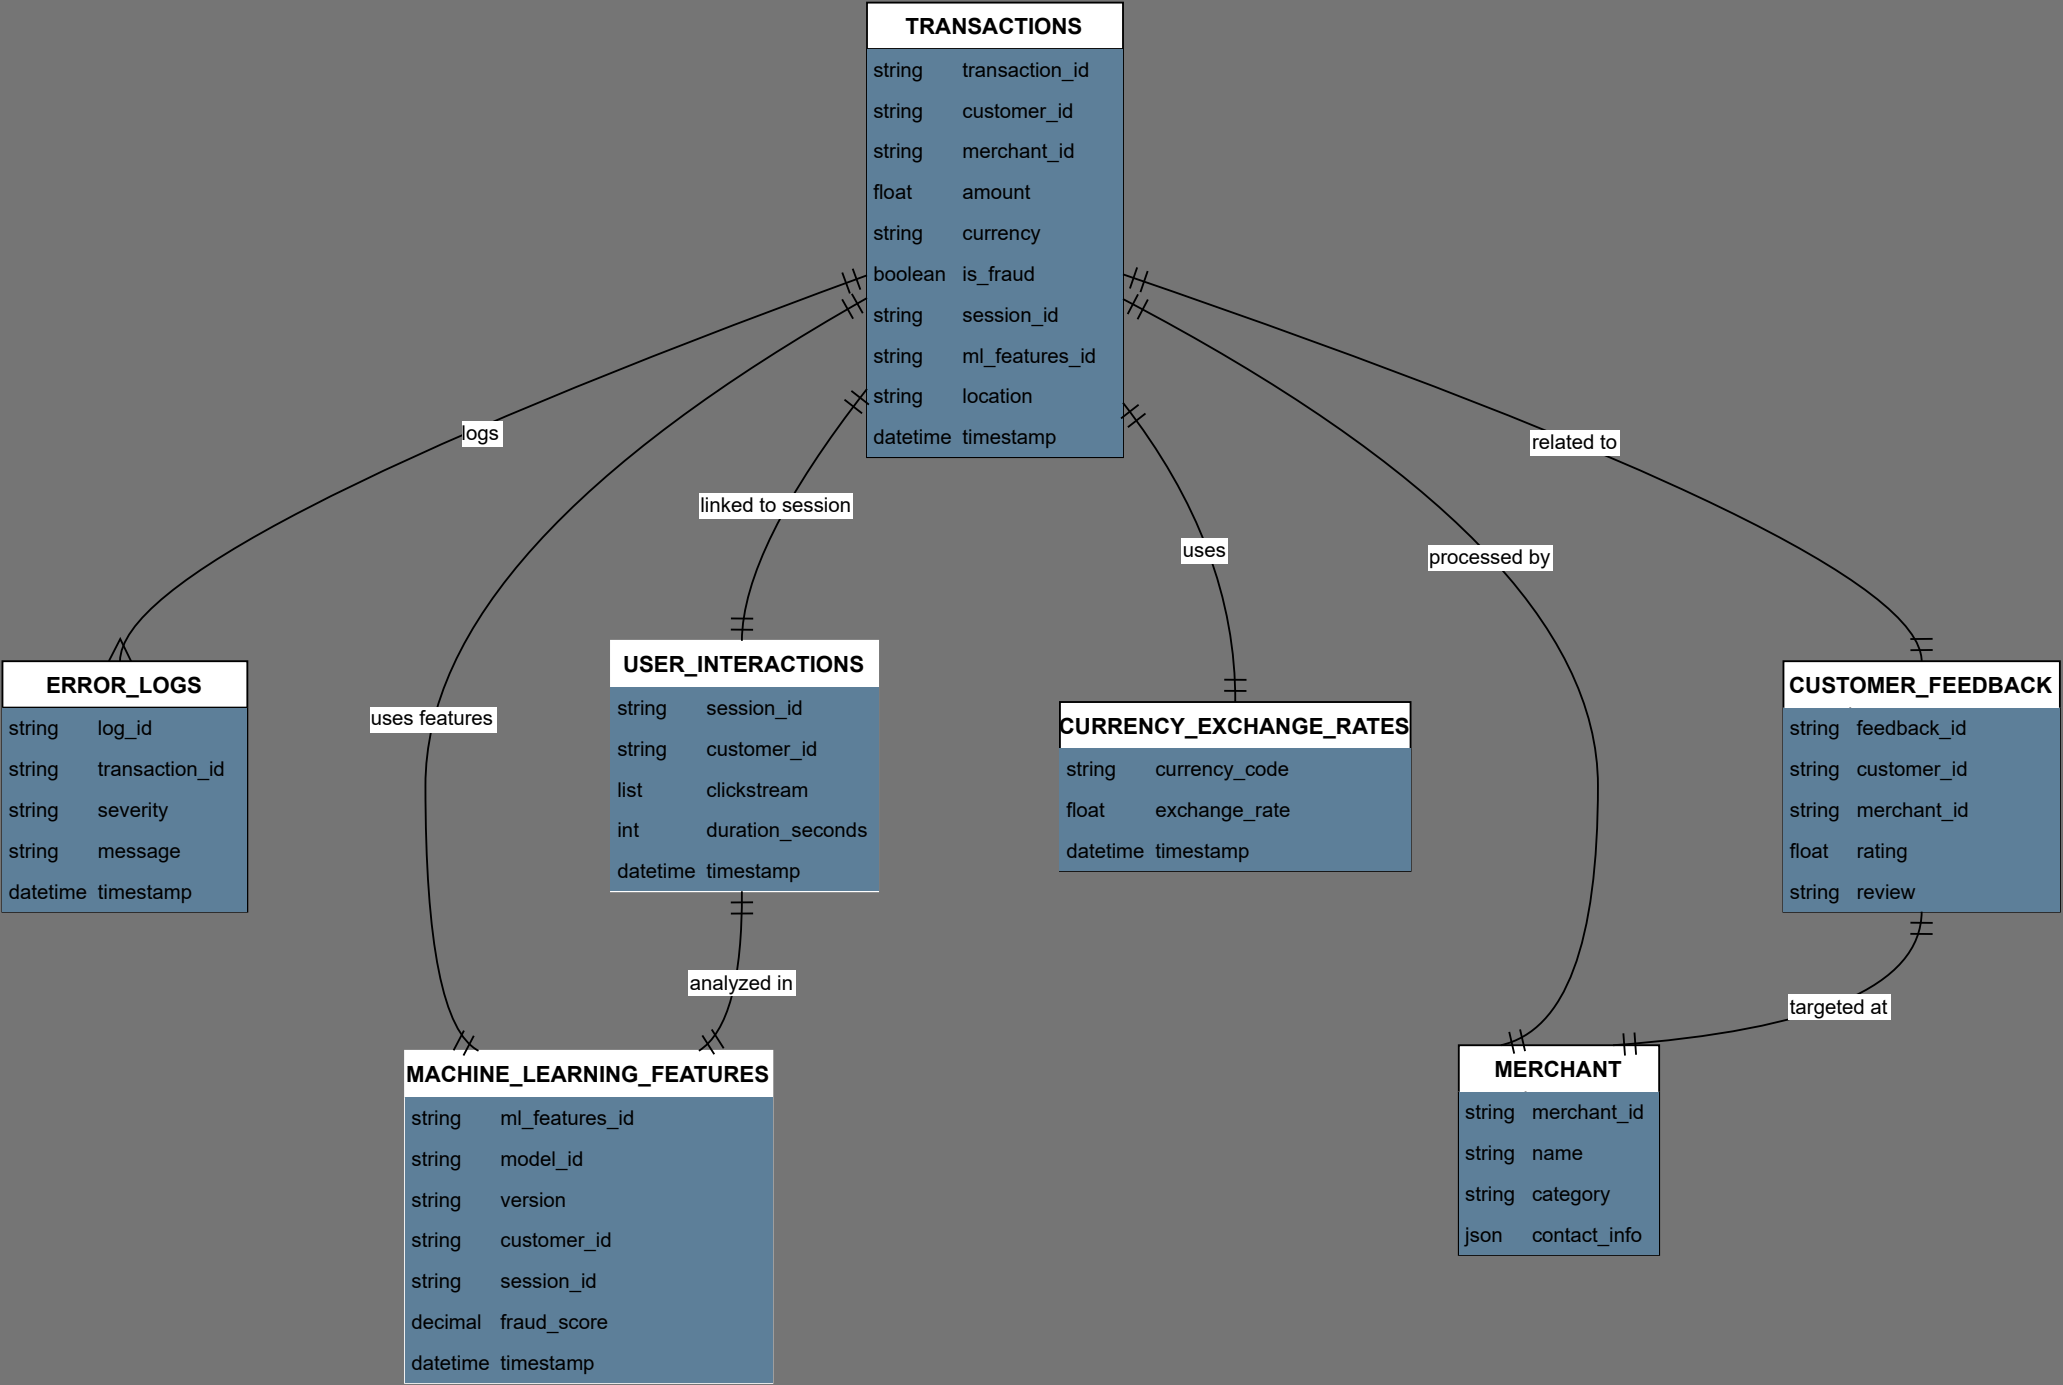 TRANSACTIONS
string transaction_id
string customer_id
string merchant_id
float amount
string currency
boolean is_fraud
string session_id
string ml_features_id
string location
datetime timestamp
logs
related to
linked to session
uses
processed by
uses features
ERROR_LOGS
string log_id
string transaction_id
string severity
string message
datetime timestamp
USER_INTERACTIONS
string session_id
string customer_id
list clickstream
int duration_seconds
datetime timestamp
CURRENCY_EXCHANGE_RATES
string currency_code
float exchange_rate
datetime timestamp
CUSTOMER_FEEDBACK
string feedback_id
string customer_id
string merchant_id
float rating
string review
analyzed in
targeted at
MACHINE_LEARNING_FEATURES
string ml_features_id
string model_id
string version
string customer_id
string session_id
decimal fraud_score
datetime timestamp
MERCHANT
string merchant_id
string name
string category
json contact_info